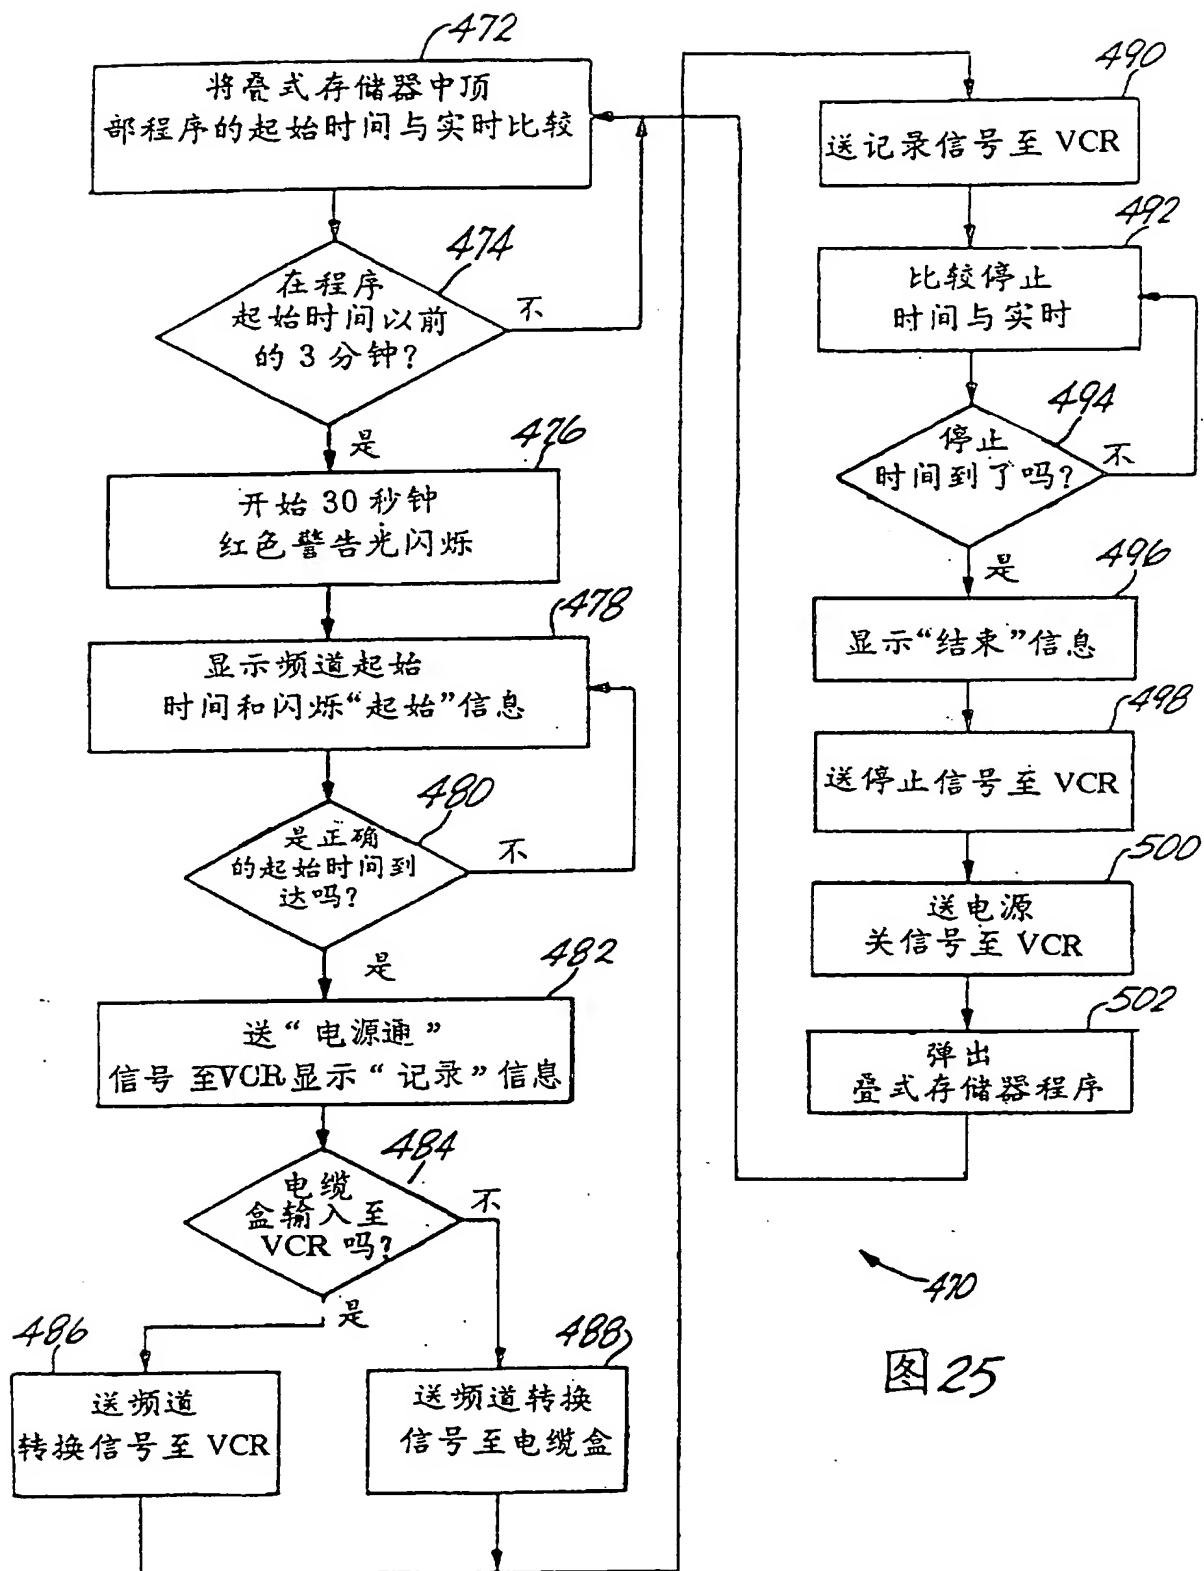 472
将叠式存储器中顶
部程序的起始时间与实时比较
474
在程序
起始时间以前
的 3 分钟?
不
是
476
开始 30 秒钟
红色警告光闪烁
478
显示频道起始
时间和闪烁“起始”信息
480
是正确
的起始时间到
达吗?
不
是
482
送“电源通”
信号 至VCR显示“记录”信息
484
电缆
盒输入至
VCR 吗?
不
是
486
送频道
转换信号至 VCR
488
送频道转换
信号至电缆盒
490
送记录信号至 VCR
492
比较停止
时间与实时
494
停止
时间到了吗?
不
是
496
显示“结束”信息
498
送停止信号至 VCR
500
送电源
关信号至 VCR
502
弹出
叠式存储器程序
470
图25